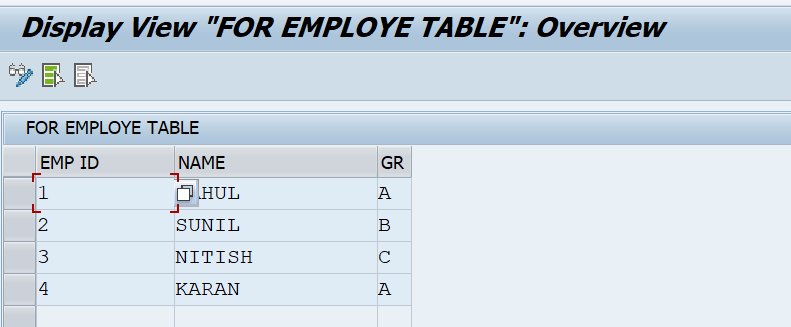 Display View "FOR EMPLOYE TABLE": Overview
FOR EMPLOYE TABLE
EMP ID NAME GR
1 A
2 SUNIL B
3 NITISH C
4 KARAN A